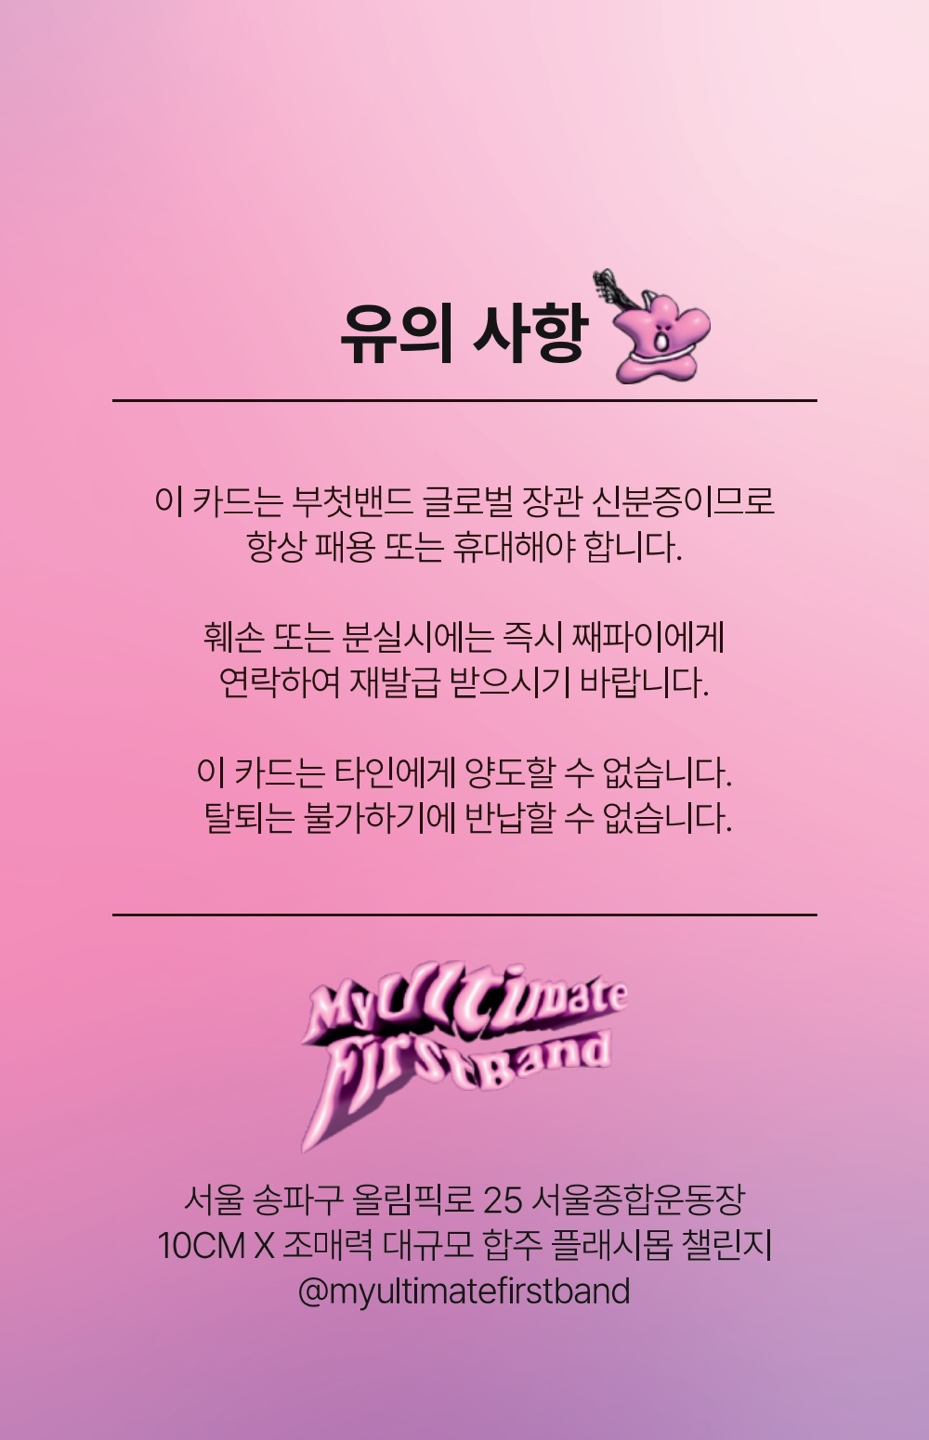 유의 사항
이 카드는 부첫밴드 글로벌 장관 신분증이므로
항상 패용 또는 휴대해야 합니다.
훼손 또는 분실시에는 즉시 째파이에게
연락하여 재발급 받으시기 바랍니다.
이 카드는 타인에게 양도할 수 없습니다.
탈퇴는 불가하기에 반납할 수 없습니다.
My Ultimate
First Band
서울 송파구 올림픽로 25 서울종합운동장
10CM X 조매력 대규모 합주 플래시몹 챌린지
@myultimatefirstband